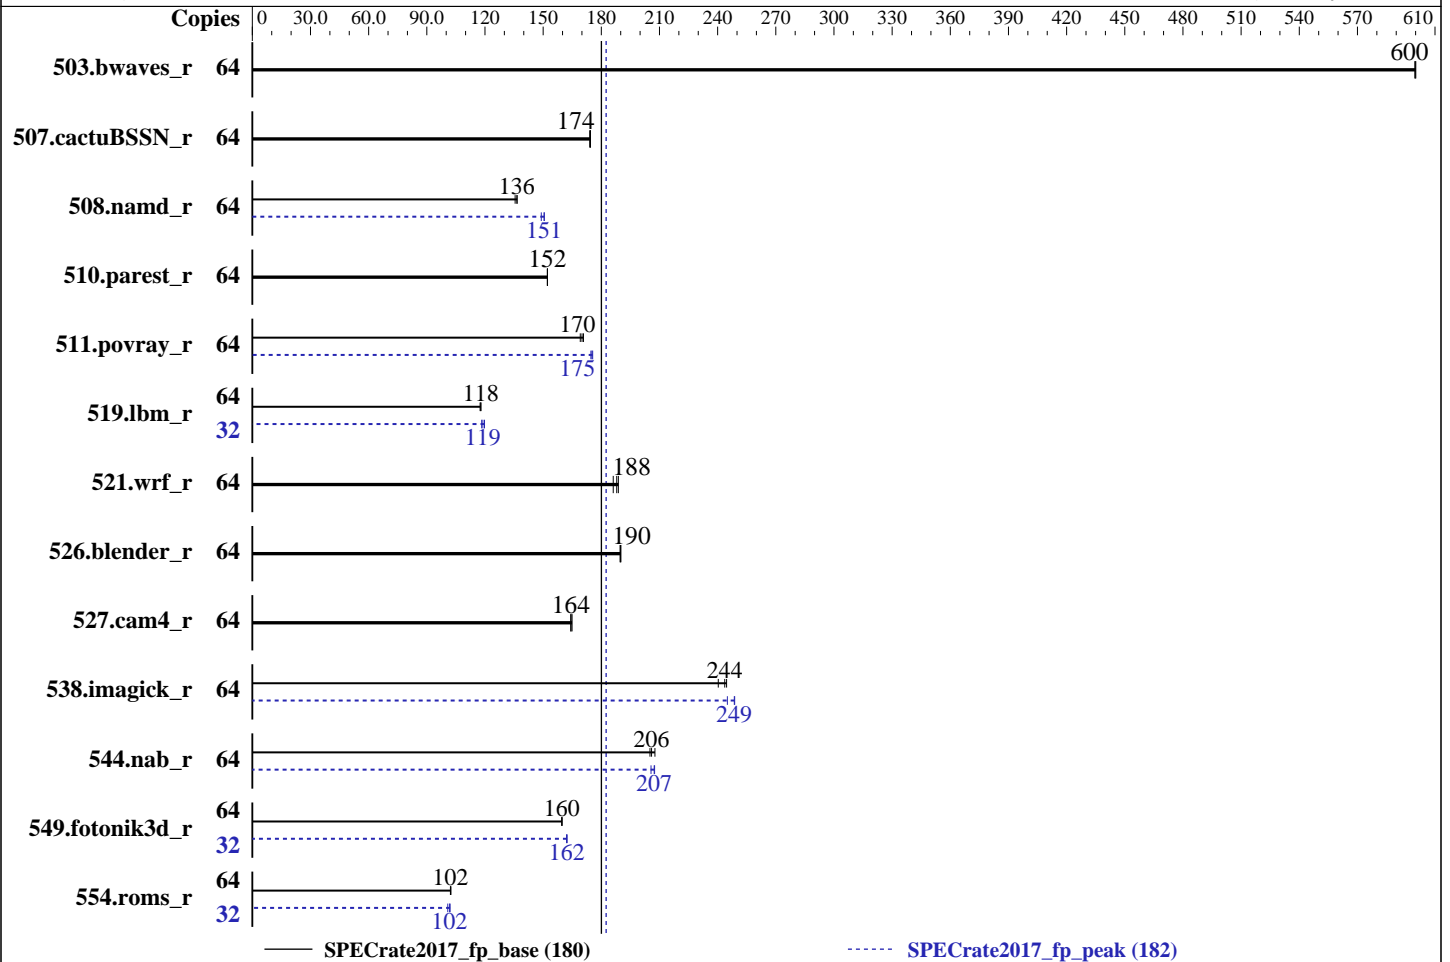 Copies 0 30.0 60.0 90.0 120 150 180 210 240 270 300 330 360 390 420 450 480 510 540 570 610
503.bwaves_r 64 600
507.cactuBSSN_r 64 174
508.namd_r 64 136
151
510.parest_r 64 152
511.povray_r 64 170
175
519.lbm_r 64 118
32 119
521.wrf_r 64 188
526.blender_r 64 190
527.cam4_r 64 164
538.imagick_r 64 244
249
544.nab_r 64 206
207
549.fotonik3d_r 64 160
32 162
554.roms_r 64 102
32 102
SPECrate2017_fp_base (180) SPECrate2017_fp_peak (182)